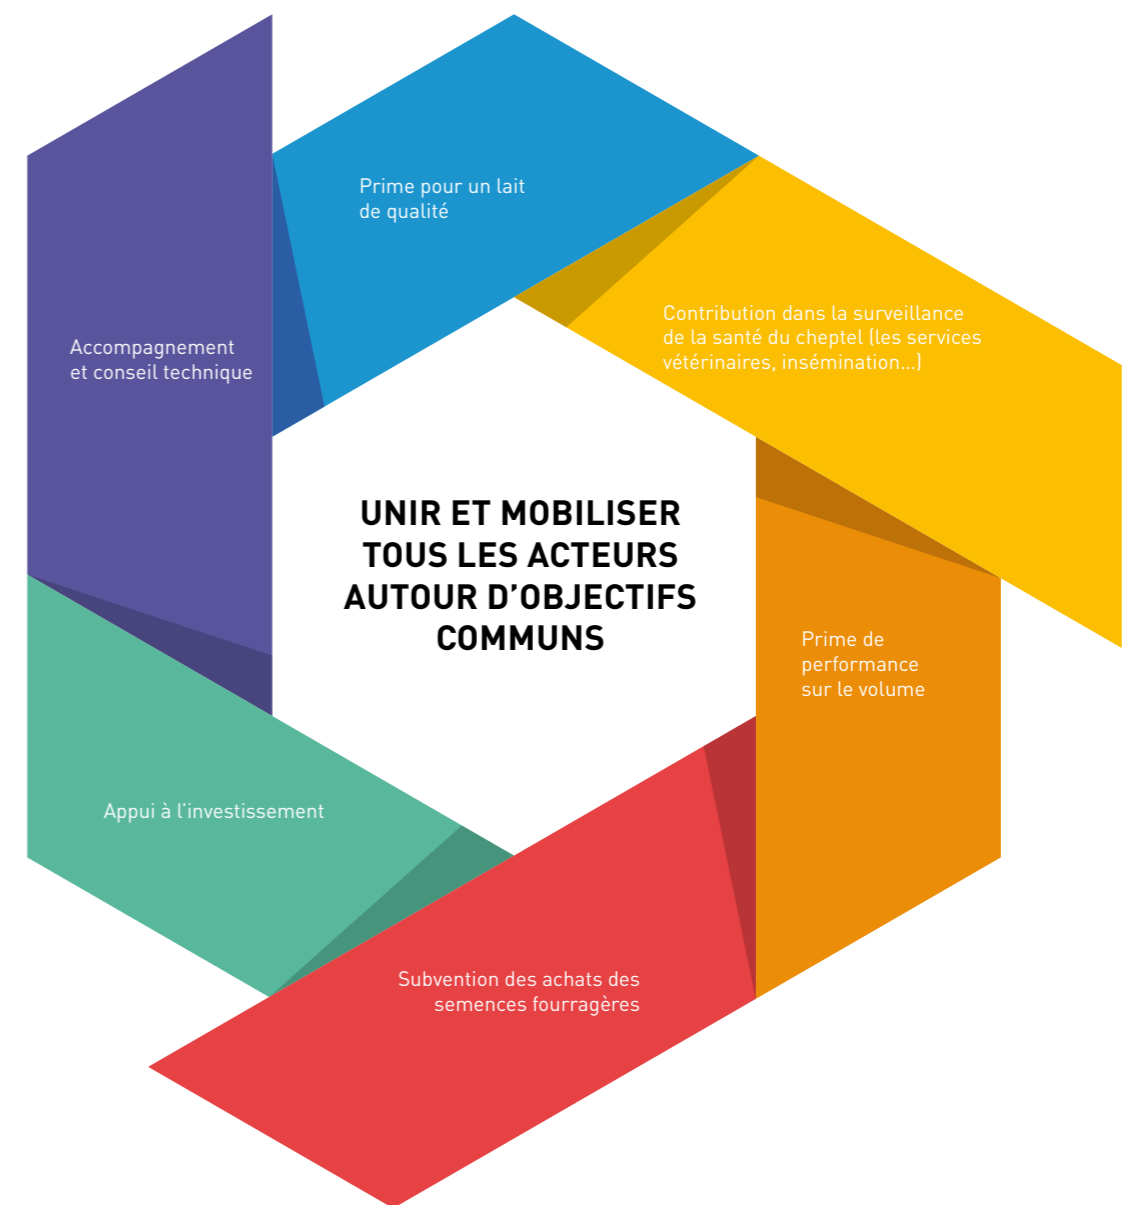 Prime pour un lait
de qualité
Contribution dans la surveillance
de la santé du cheptel (les services
vétérinaires, insémination...)
Accompagnement
et conseil technique
UNIR ET MOBILISER
TOUS LES ACTEURS
AUTOUR D’OBJECTIFS
COMMUNS
Prime de
performance
sur le volume
Appui à l’investissement
Subvention des achats des
semences fourragères